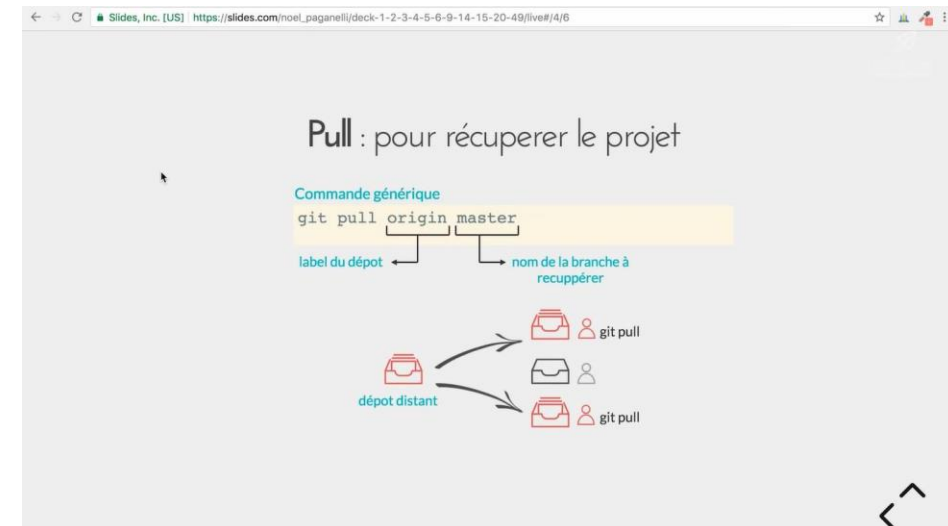 Slides, Inc. [US] https://slides.com/noel_paganelli/deck-1-2-3-4-5-6-9-14-15-20-49/live#/4/6
Pull : pour récuperer le projet
Commande générique
git pull origin master
label du dépot
nom de la branche à
recuppérer
git pull
dépot distant
git pull